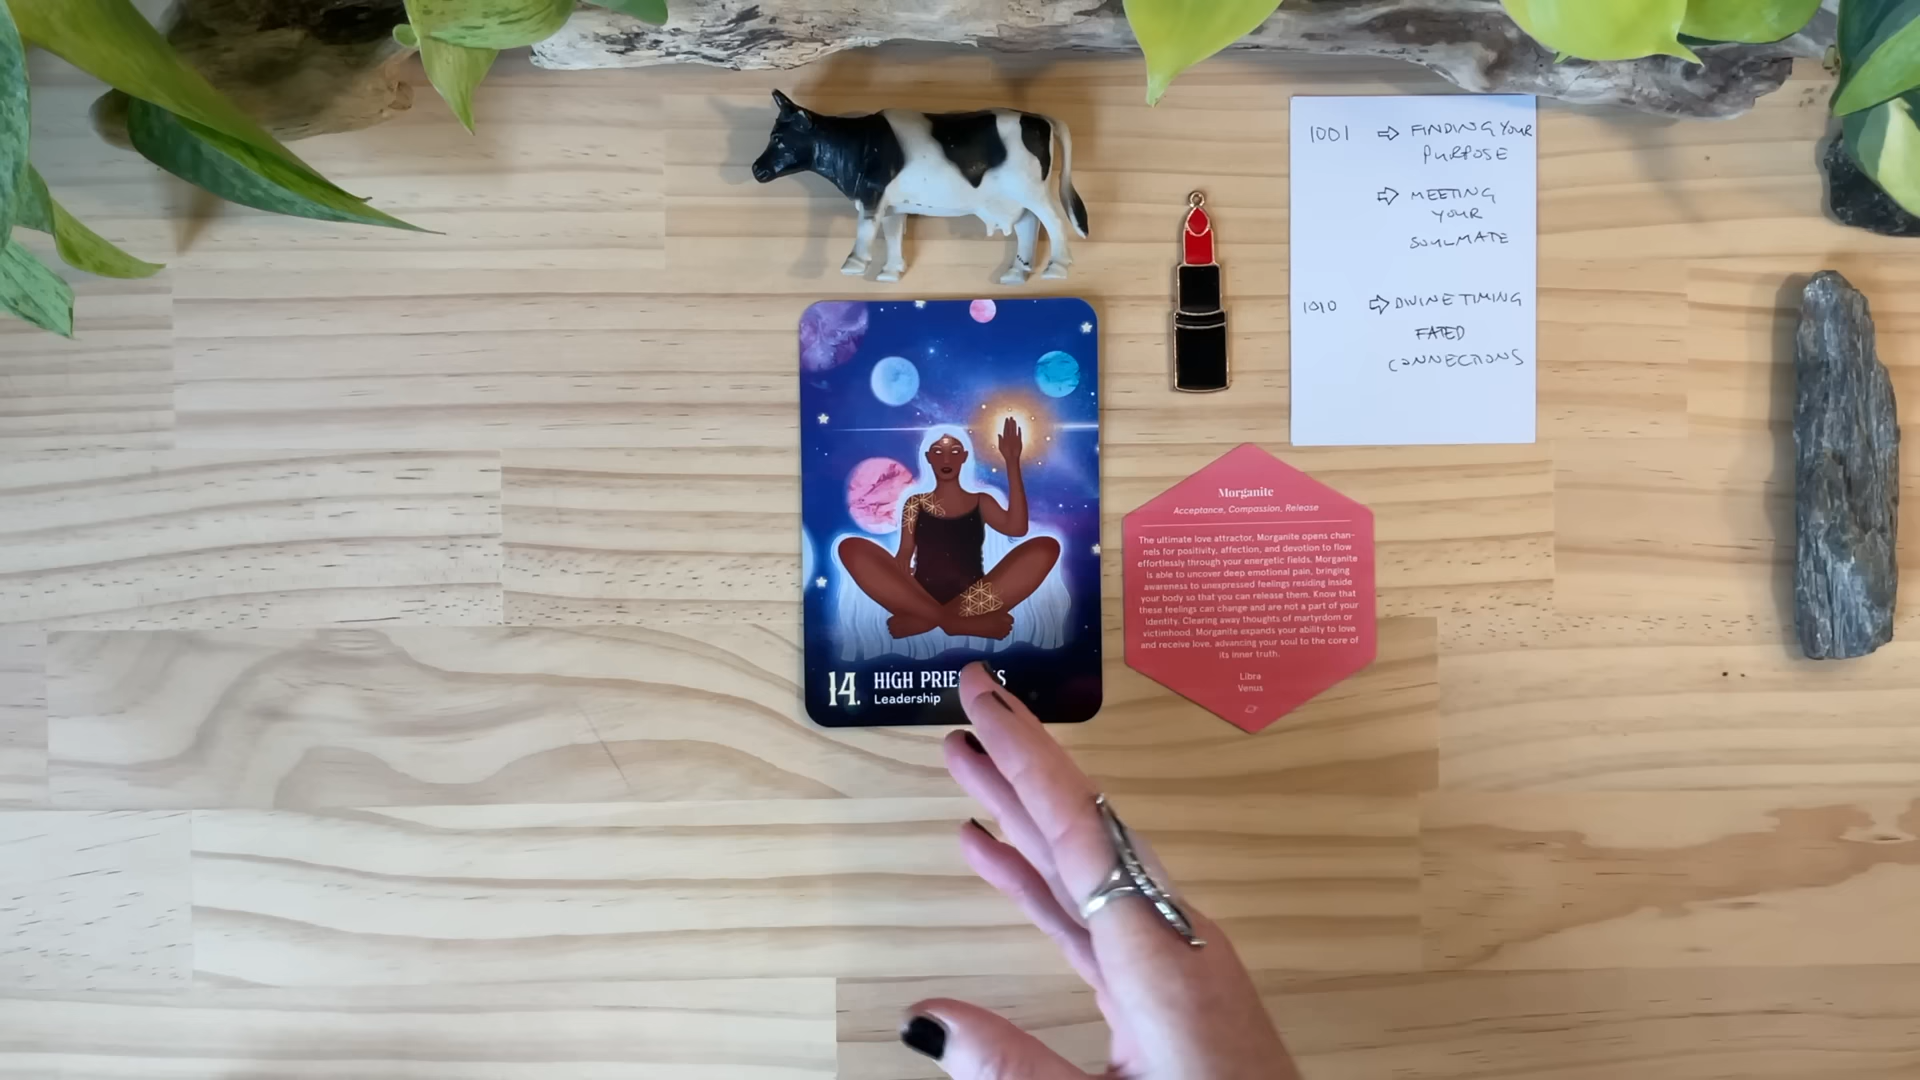 1001 ⇨ FINDING YOUR
PURPOSE
⇨ MEETING
YOUR
SOULMATE
1010 ⇨ DIVINE TIMING
FATED
CONNECTIONS
14. HIGH
Leadership
Morganite
Acceptance, Compassion, Release
The ultimate love attractor, Morganite opens chan-
nels for positivity, affection, and devotion to flow
effortlessly through your energetic fields. Morganite
is able to uncover deep emotional pain, bringing
awareness to unexpressed feelings residing inside
your body so that you can release them. Know that
these feelings can change and are not a part of your
identity. Clearing away thoughts of martyrdom or
victimhood, Morganite expands your ability to love
and receive love, advancing your soul to the core of
its inner truth.
Libra
Venus